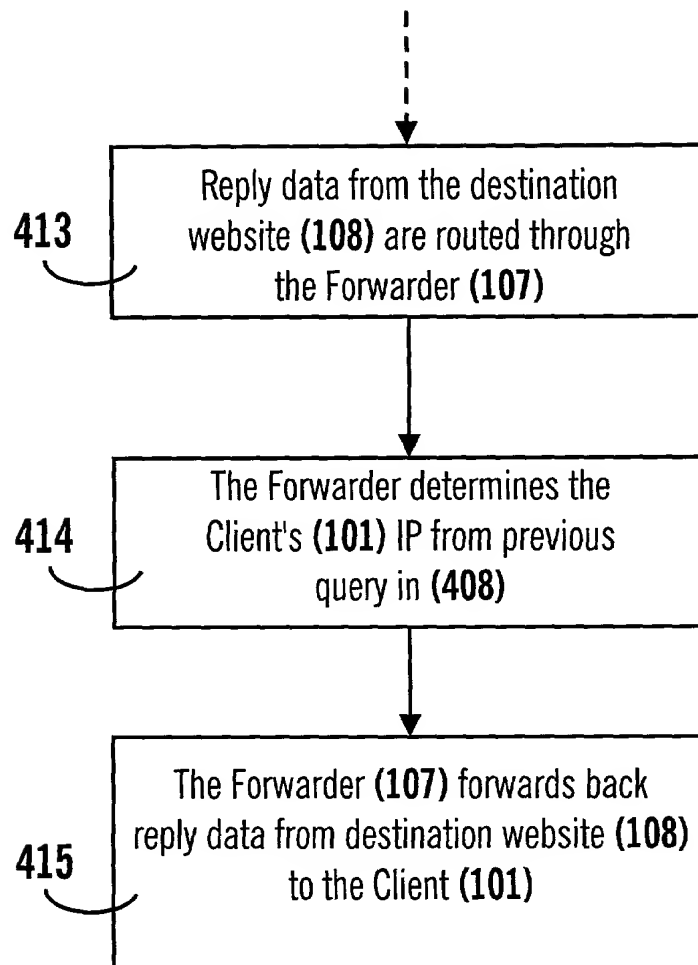 413
Reply data from the destination
website (108) are routed through
the Forwarder (107)
414
The Forwarder determines the
Client's (101) IP from previous
query in (408)
415
The Forwarder (107) forwards back
reply data from destination website (108)
to the Client (101)